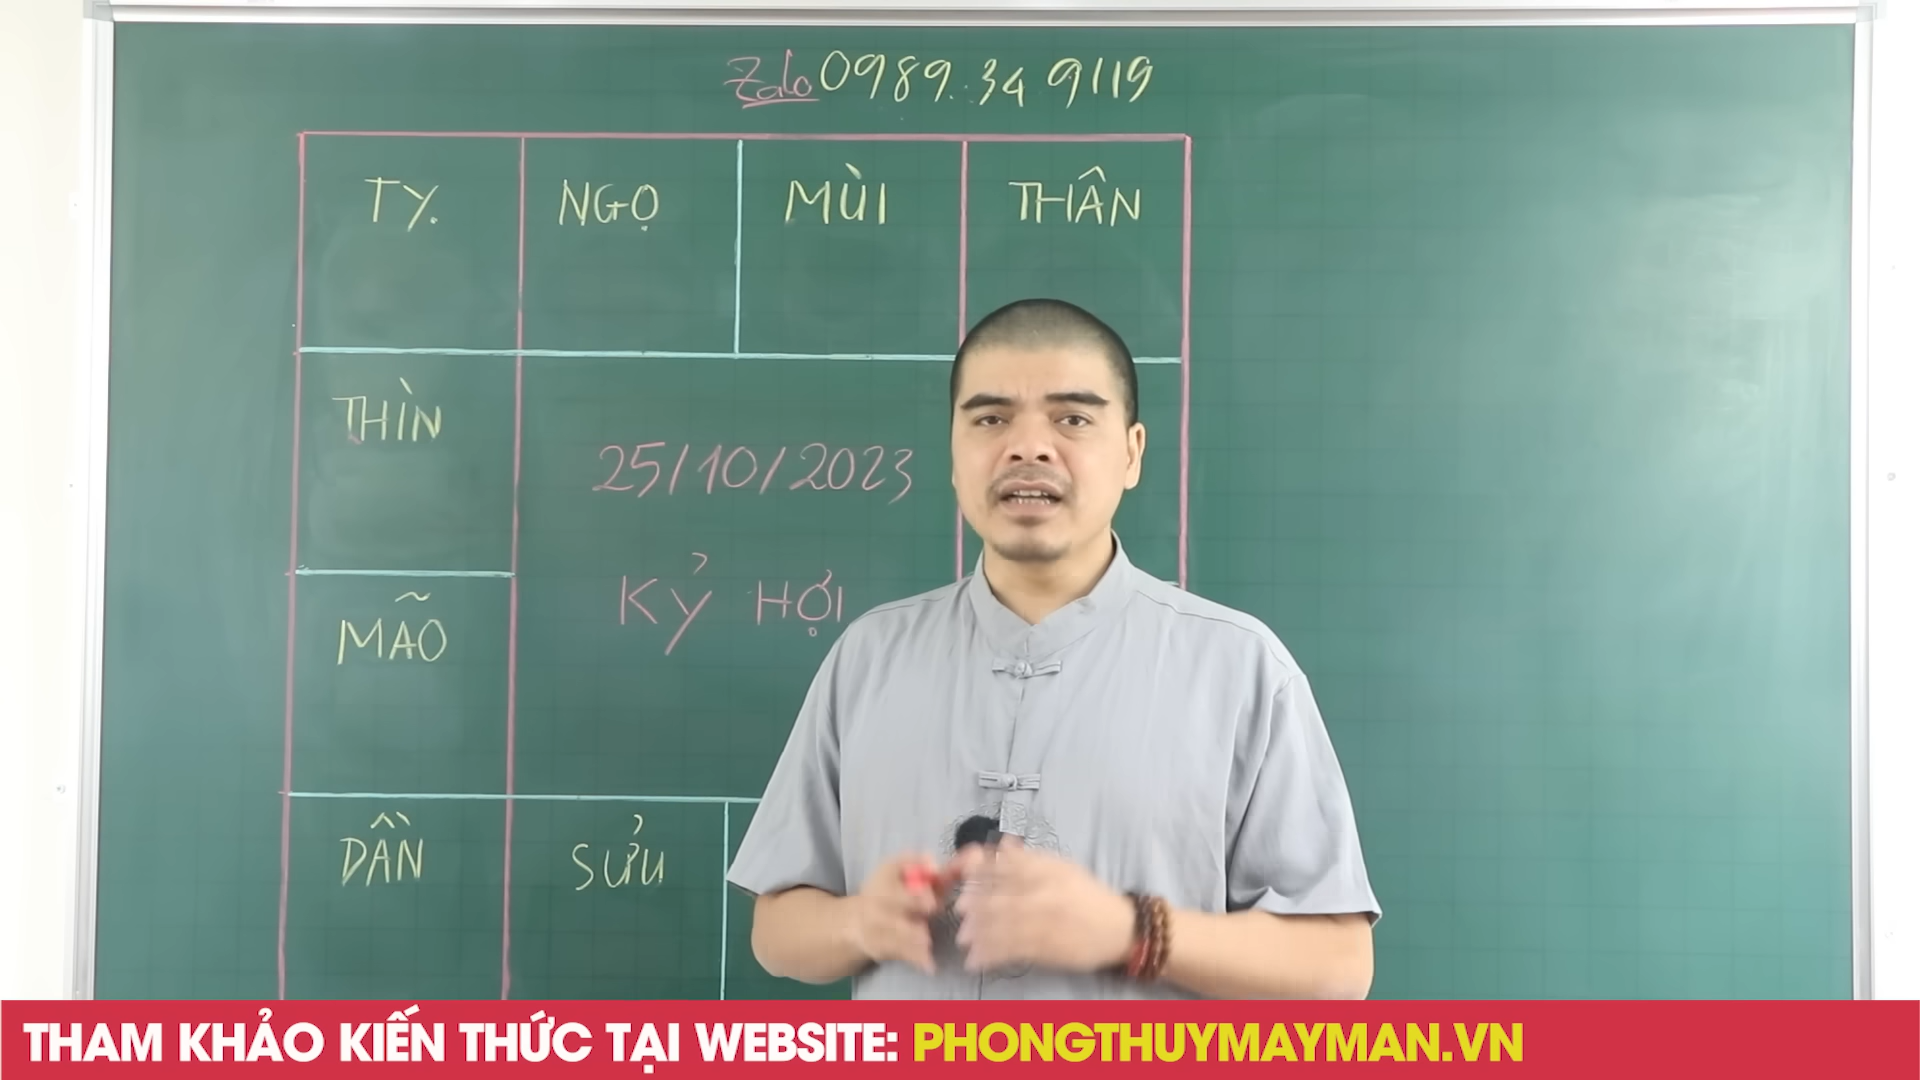 Zalo 0989.34 9119
TY.
NGỌ
MÙI
THÂN
THÌN
25/10/2023
KỶ HỢI
MÃO
DẦN
SỬU
THAM KHẢO KIẾN THỨC TẠI WEBSITE: PHONGTHUYMAYMAN.VN